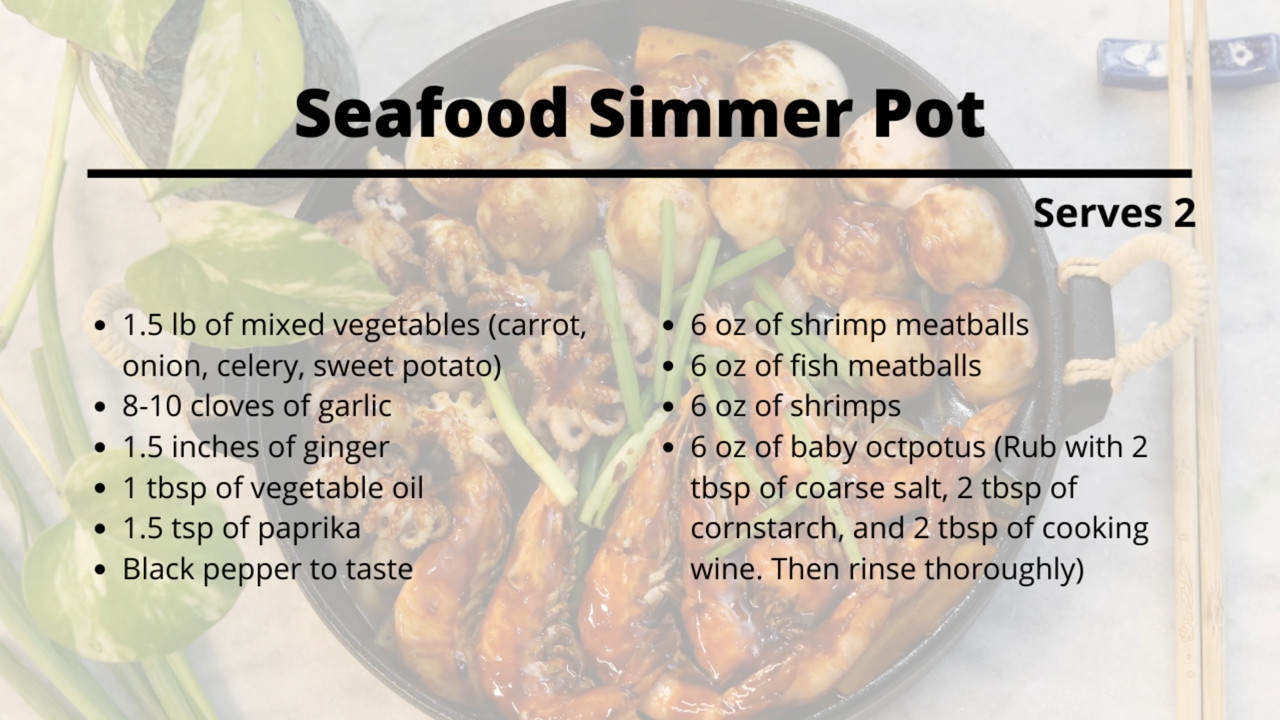 Seafood Simmer Pot
Serves 2
• 1.5 lb of mixed vegetables (carrot,
onion, celery, sweet potato)
• 8-10 cloves of garlic
• 1.5 inches of ginger
• 1 tbsp of vegetable oil
• 1.5 tsp of paprika
• Black pepper to taste
• 6 oz of shrimp meatballs
• 6 oz of fish meatballs
• 6 oz of shrimps
• 6 oz of baby octpotus (Rub with 2
tbsp of coarse salt, 2 tbsp of
cornstarch, and 2 tbsp of cooking
wine. Then rinse thoroughly)